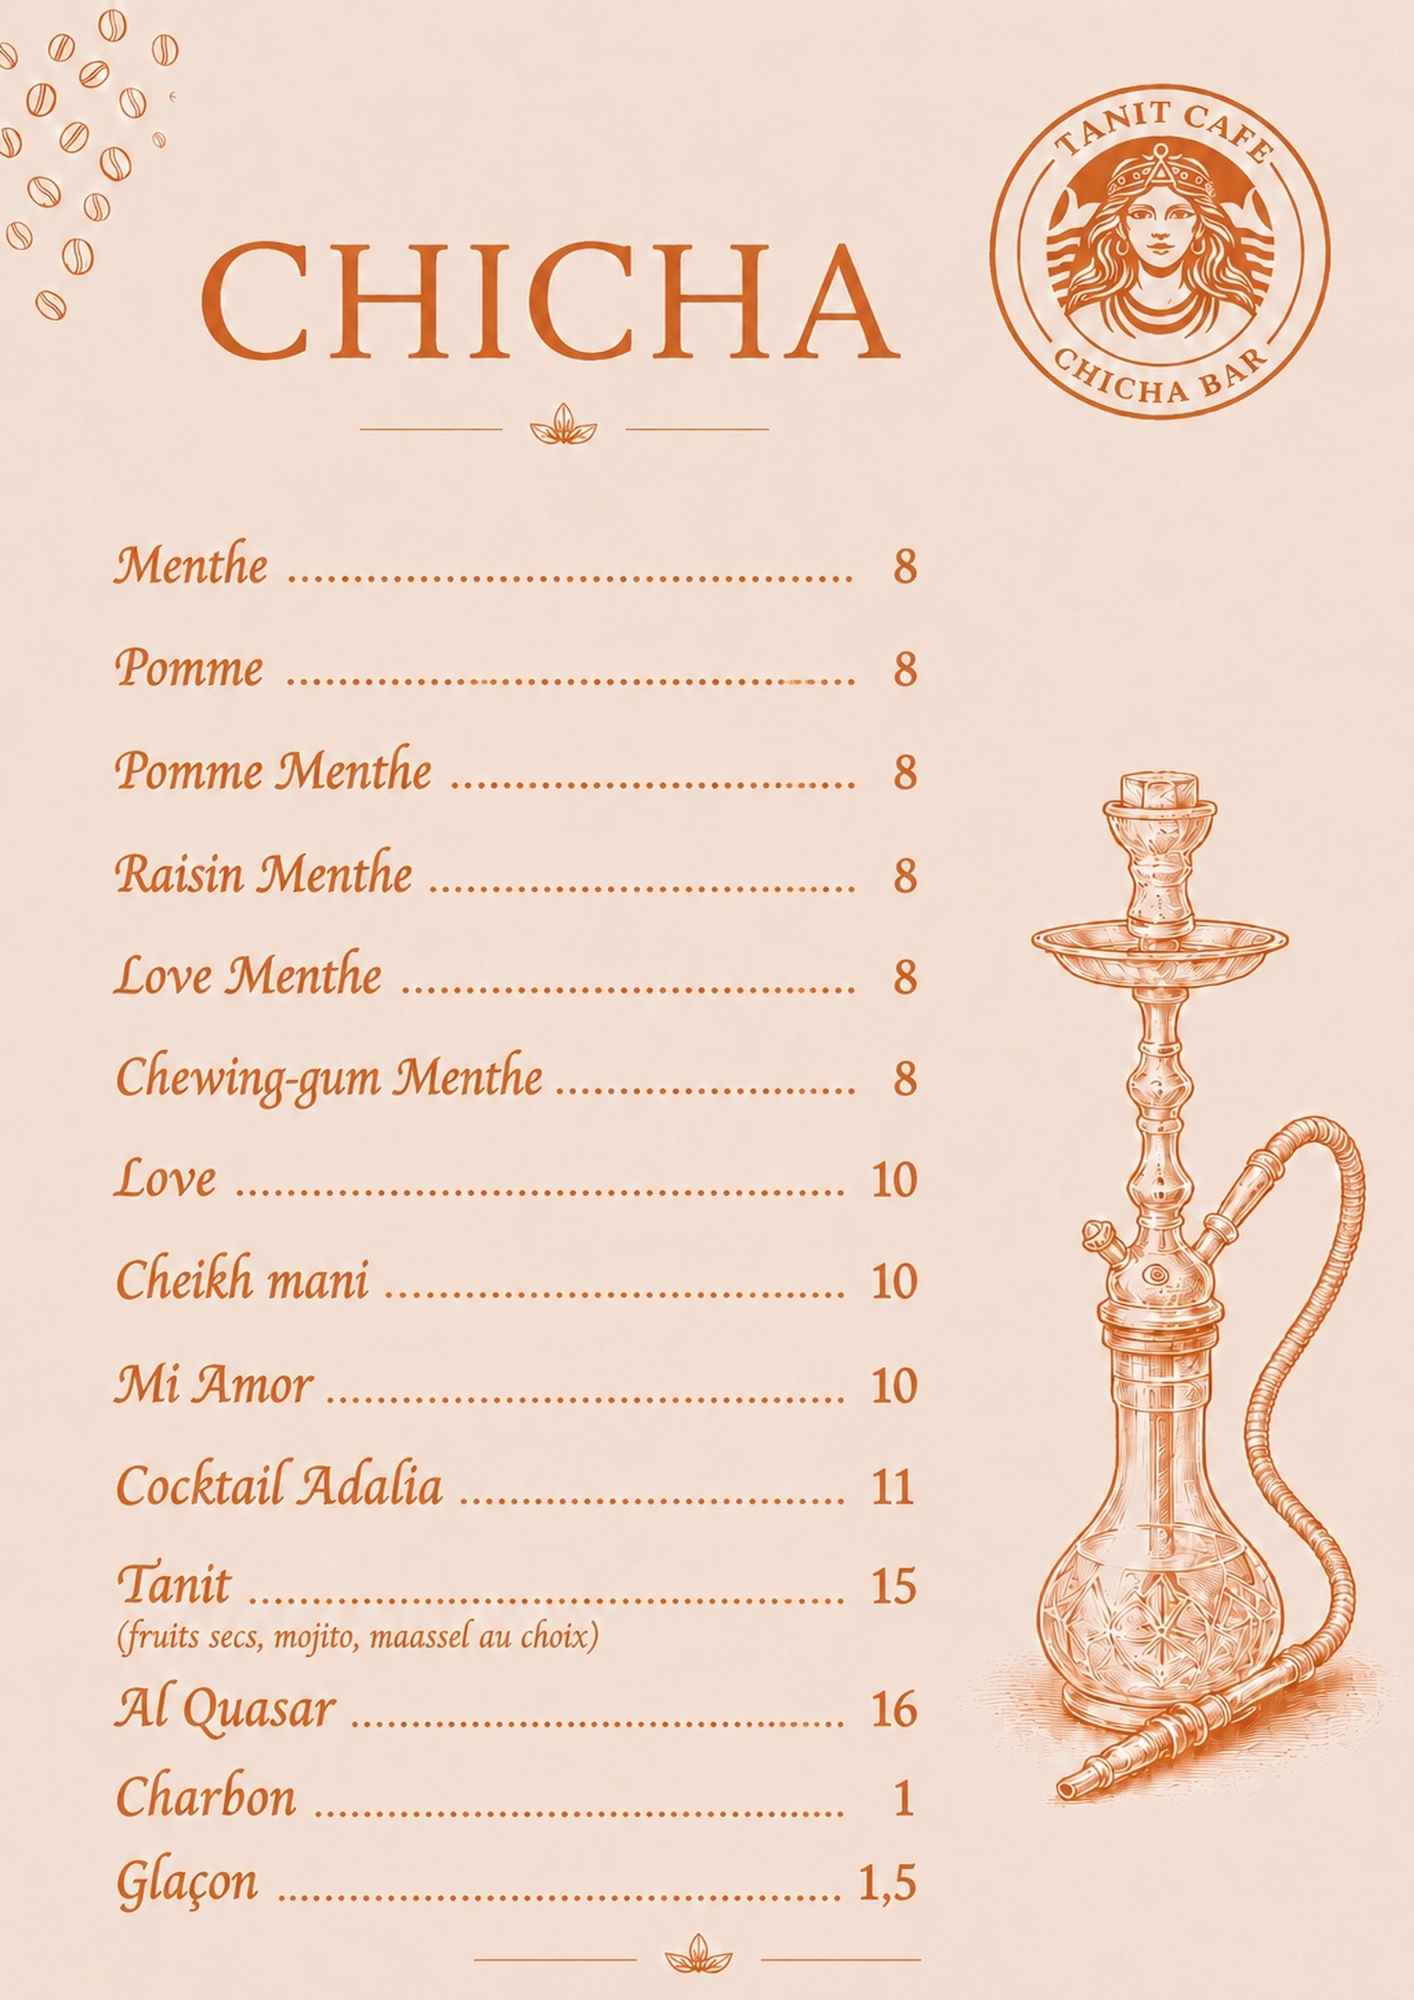 TANIT CAFE
CHICHA BAR
CHICHA
Menthe ........ 8
Pomme ........ 8
Pomme Menthe ........ 8
Raisin Menthe ........ 8
Love Menthe ........ 8
Chewing-gum Menthe ........ 8
Love ........ 10
Cheikh mani ........ 10
Mi Amor ........ 10
Cocktail Adalia ........ 11
Tanit ........ 15
(fruits secs, mojito, maassel au choix)
Al Quasar ........ 16
Charbon ........ 1
Glaçon ........ 1,5